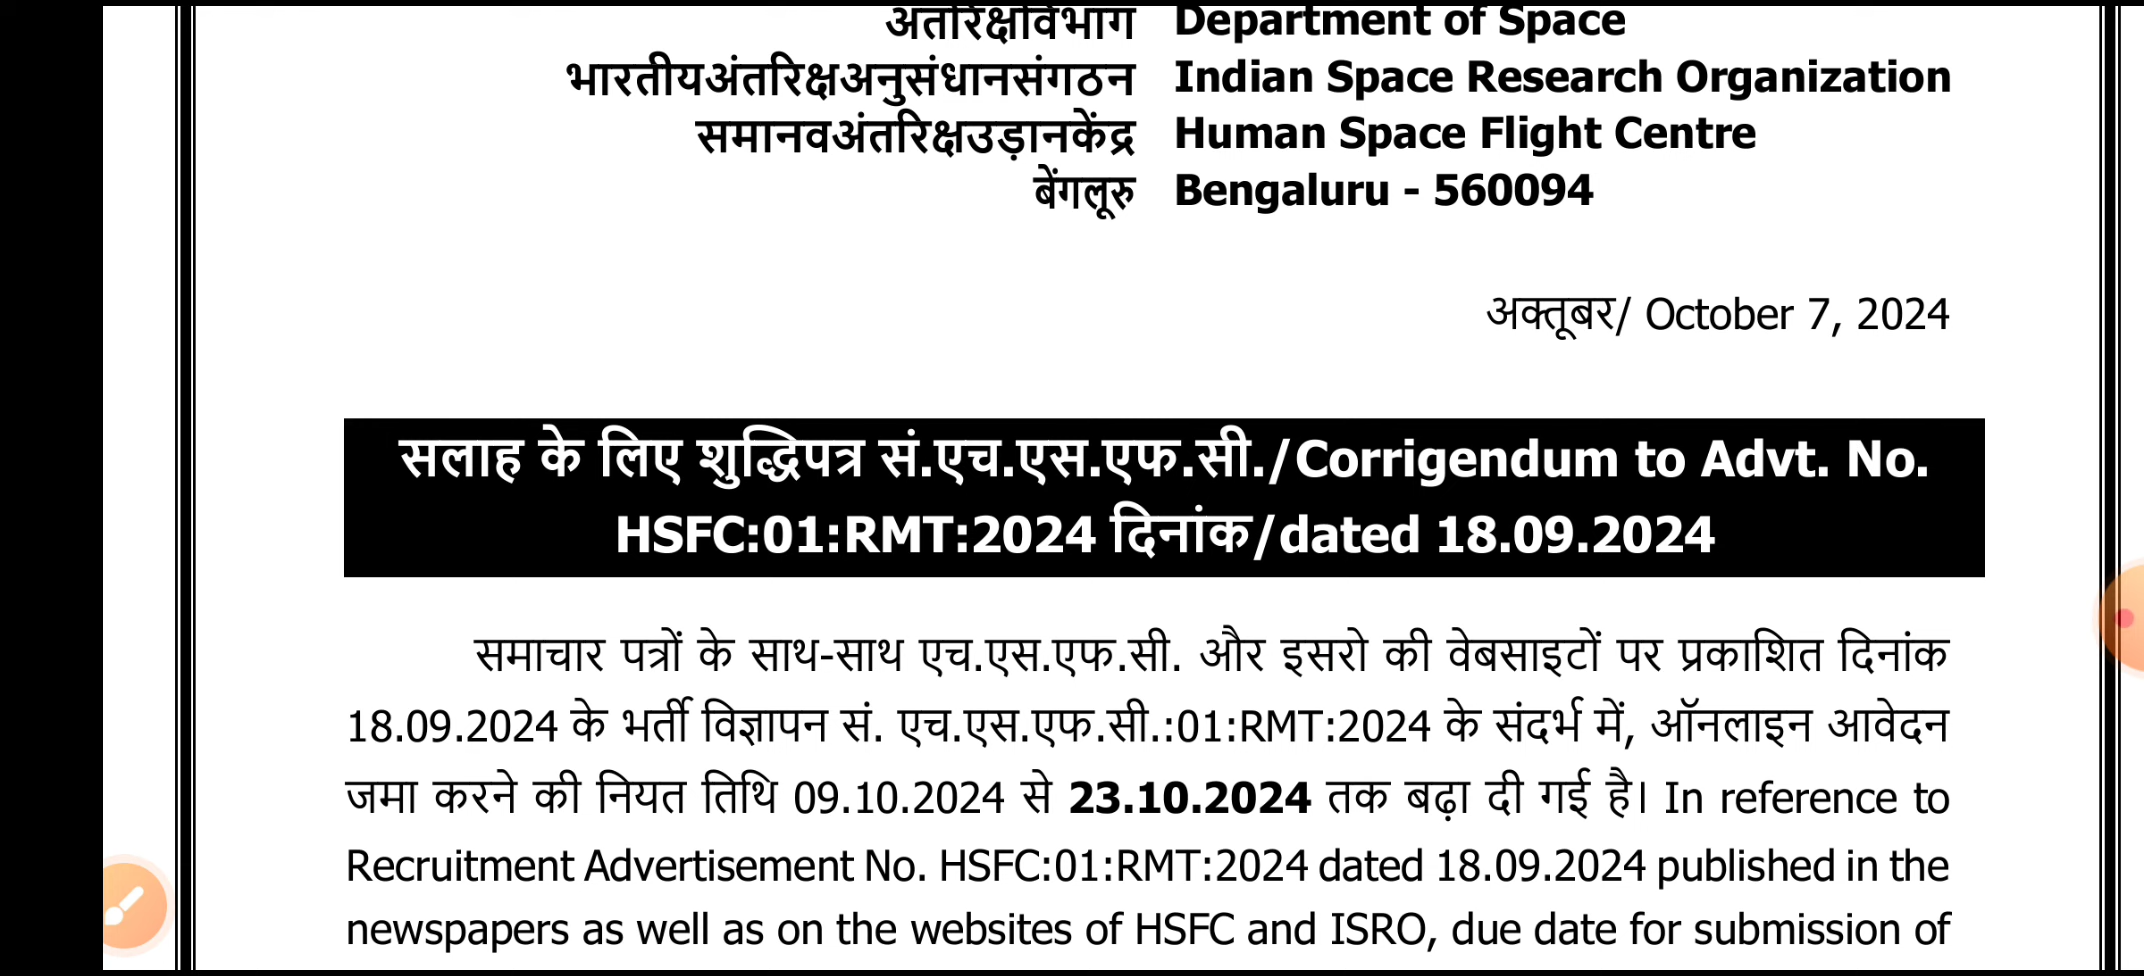 अंतरिक्षविभाग Department of Space
भारतीयअंतरिक्षअनुसंधानसंगठन Indian Space Research Organization
समानवअंतरिक्षउड़ानकेंद्र Human Space Flight Centre
बेंगलूरु Bengaluru - 560094
अक्तूबर/ October 7, 2024
सलाह के लिए शुद्धिपत्र सं.एच.एस.एफ.सी./Corrigendum to Advt. No.
HSFC:01:RMT:2024 दिनांक/dated 18.09.2024
समाचार पत्रों के साथ-साथ एच.एस.एफ.सी. और इसरो की वेबसाइटों पर प्रकाशित दिनांक
18.09.2024 के भर्ती विज्ञापन सं. एच.एस.एफ.सी.:01:RMT:2024 के संदर्भ में, ऑनलाइन आवेदन
जमा करने की नियत तिथि 09.10.2024 से 23.10.2024 तक बढ़ा दी गई है। In reference to
Recruitment Advertisement No. HSFC:01:RMT:2024 dated 18.09.2024 published in the
newspapers as well as on the websites of HSFC and ISRO, due date for submission of